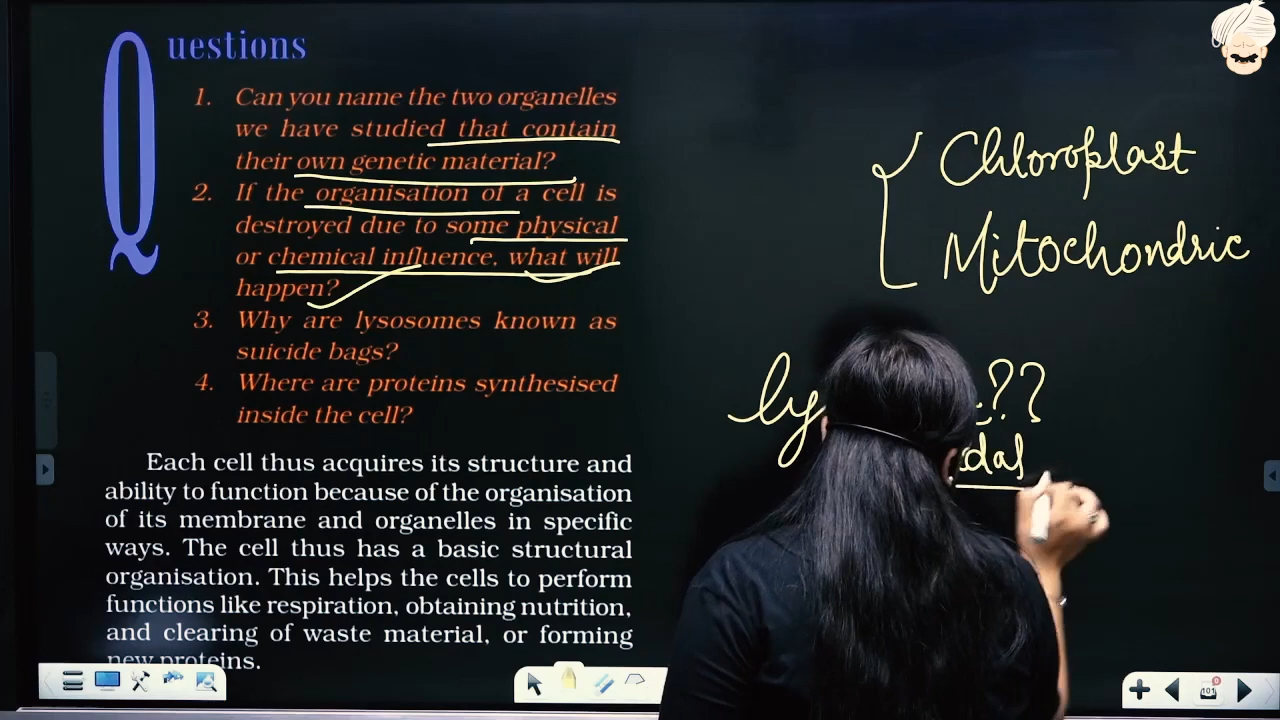 Questions
1. Can you name the two organelles
we have studied that contain
their own genetic material?
2. If the organisation of a cell is
destroyed due to some physical
or chemical influence, what will
happen?
3. Why are lysosomes known as
suicide bags?
4. Where are proteins synthesised
inside the cell?
Each cell thus acquires its structure and
ability to function because of the organisation
of its membrane and organelles in specific
ways. The cell thus has a basic structural
organisation. This helps the cells to perform
functions like respiration, obtaining nutrition,
and clearing of waste material, or forming
new proteins.
Chloroplast
Mitochondric
ly ??
101